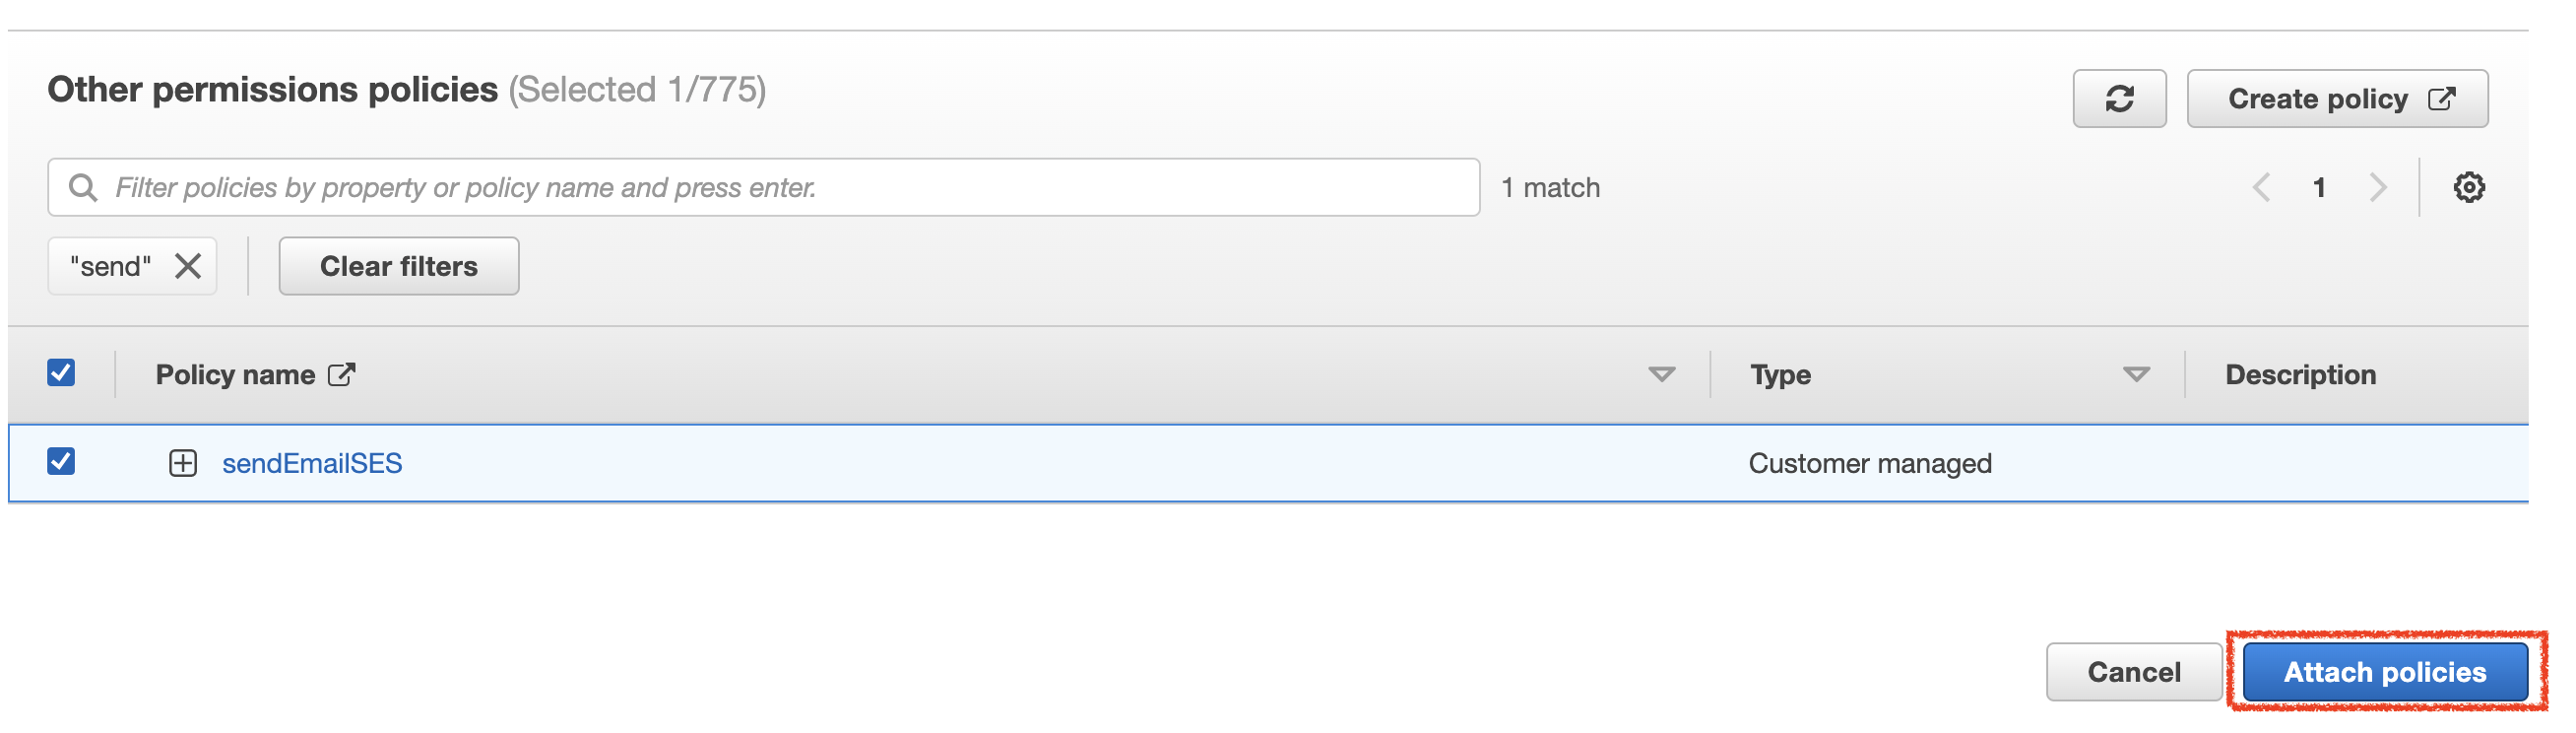 Other permissions policies (Selected 1/775)
Create policy
Filter policies by property or policy name and press enter.
1 match
1
"send"
Clear filters
Policy name
Type
Description
sendEmailSES
Customer managed
Cancel
Attach policies